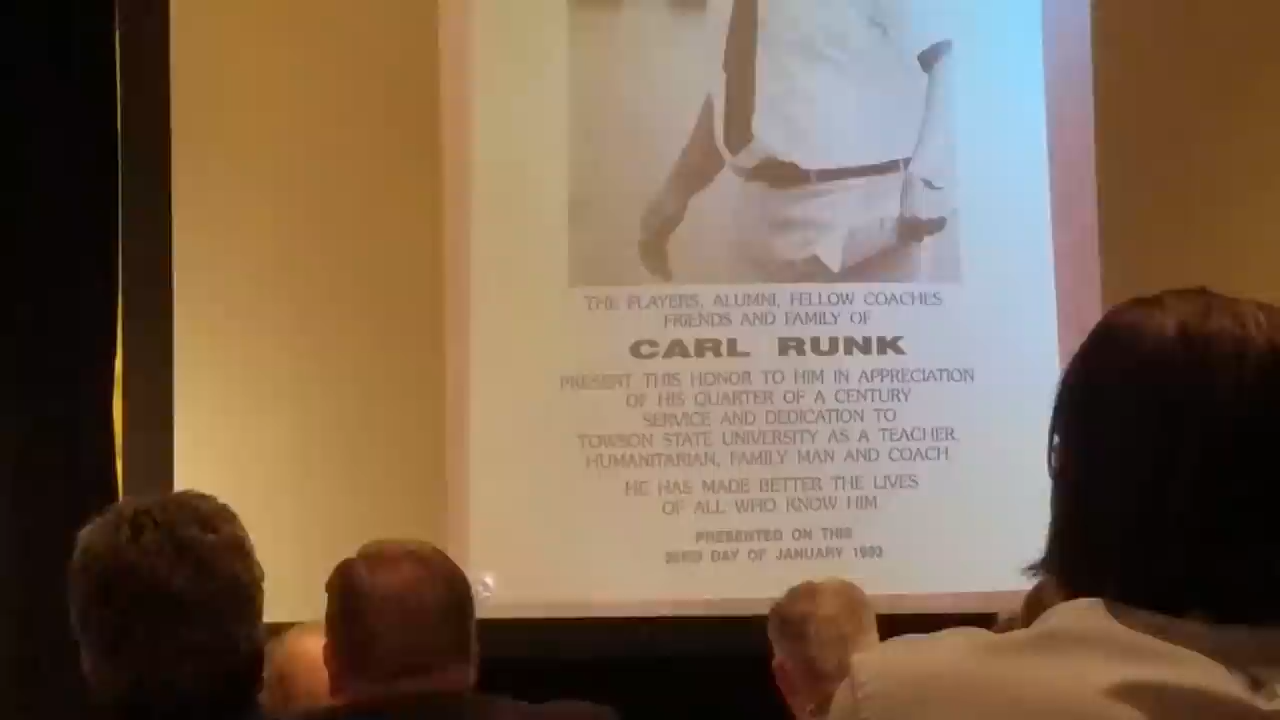 THE PLAYERS, ALUMNI, FELLOW COACHES
FRIENDS AND FAMILY OF
CARL RUNK
PRESENT THIS HONOR TO HIM IN APPRECIATION
OF HIS QUARTER OF A CENTURY
SERVICE AND DEDICATION TO
TOWSON STATE UNIVERSITY AS A TEACHER,
HUMANITARIAN, FAMILY MAN AND COACH
HE HAS MADE BETTER THE LIVES
OF ALL WHO KNOW HIM
PRESENTED ON THIS
DAY OF JANUARY 1993